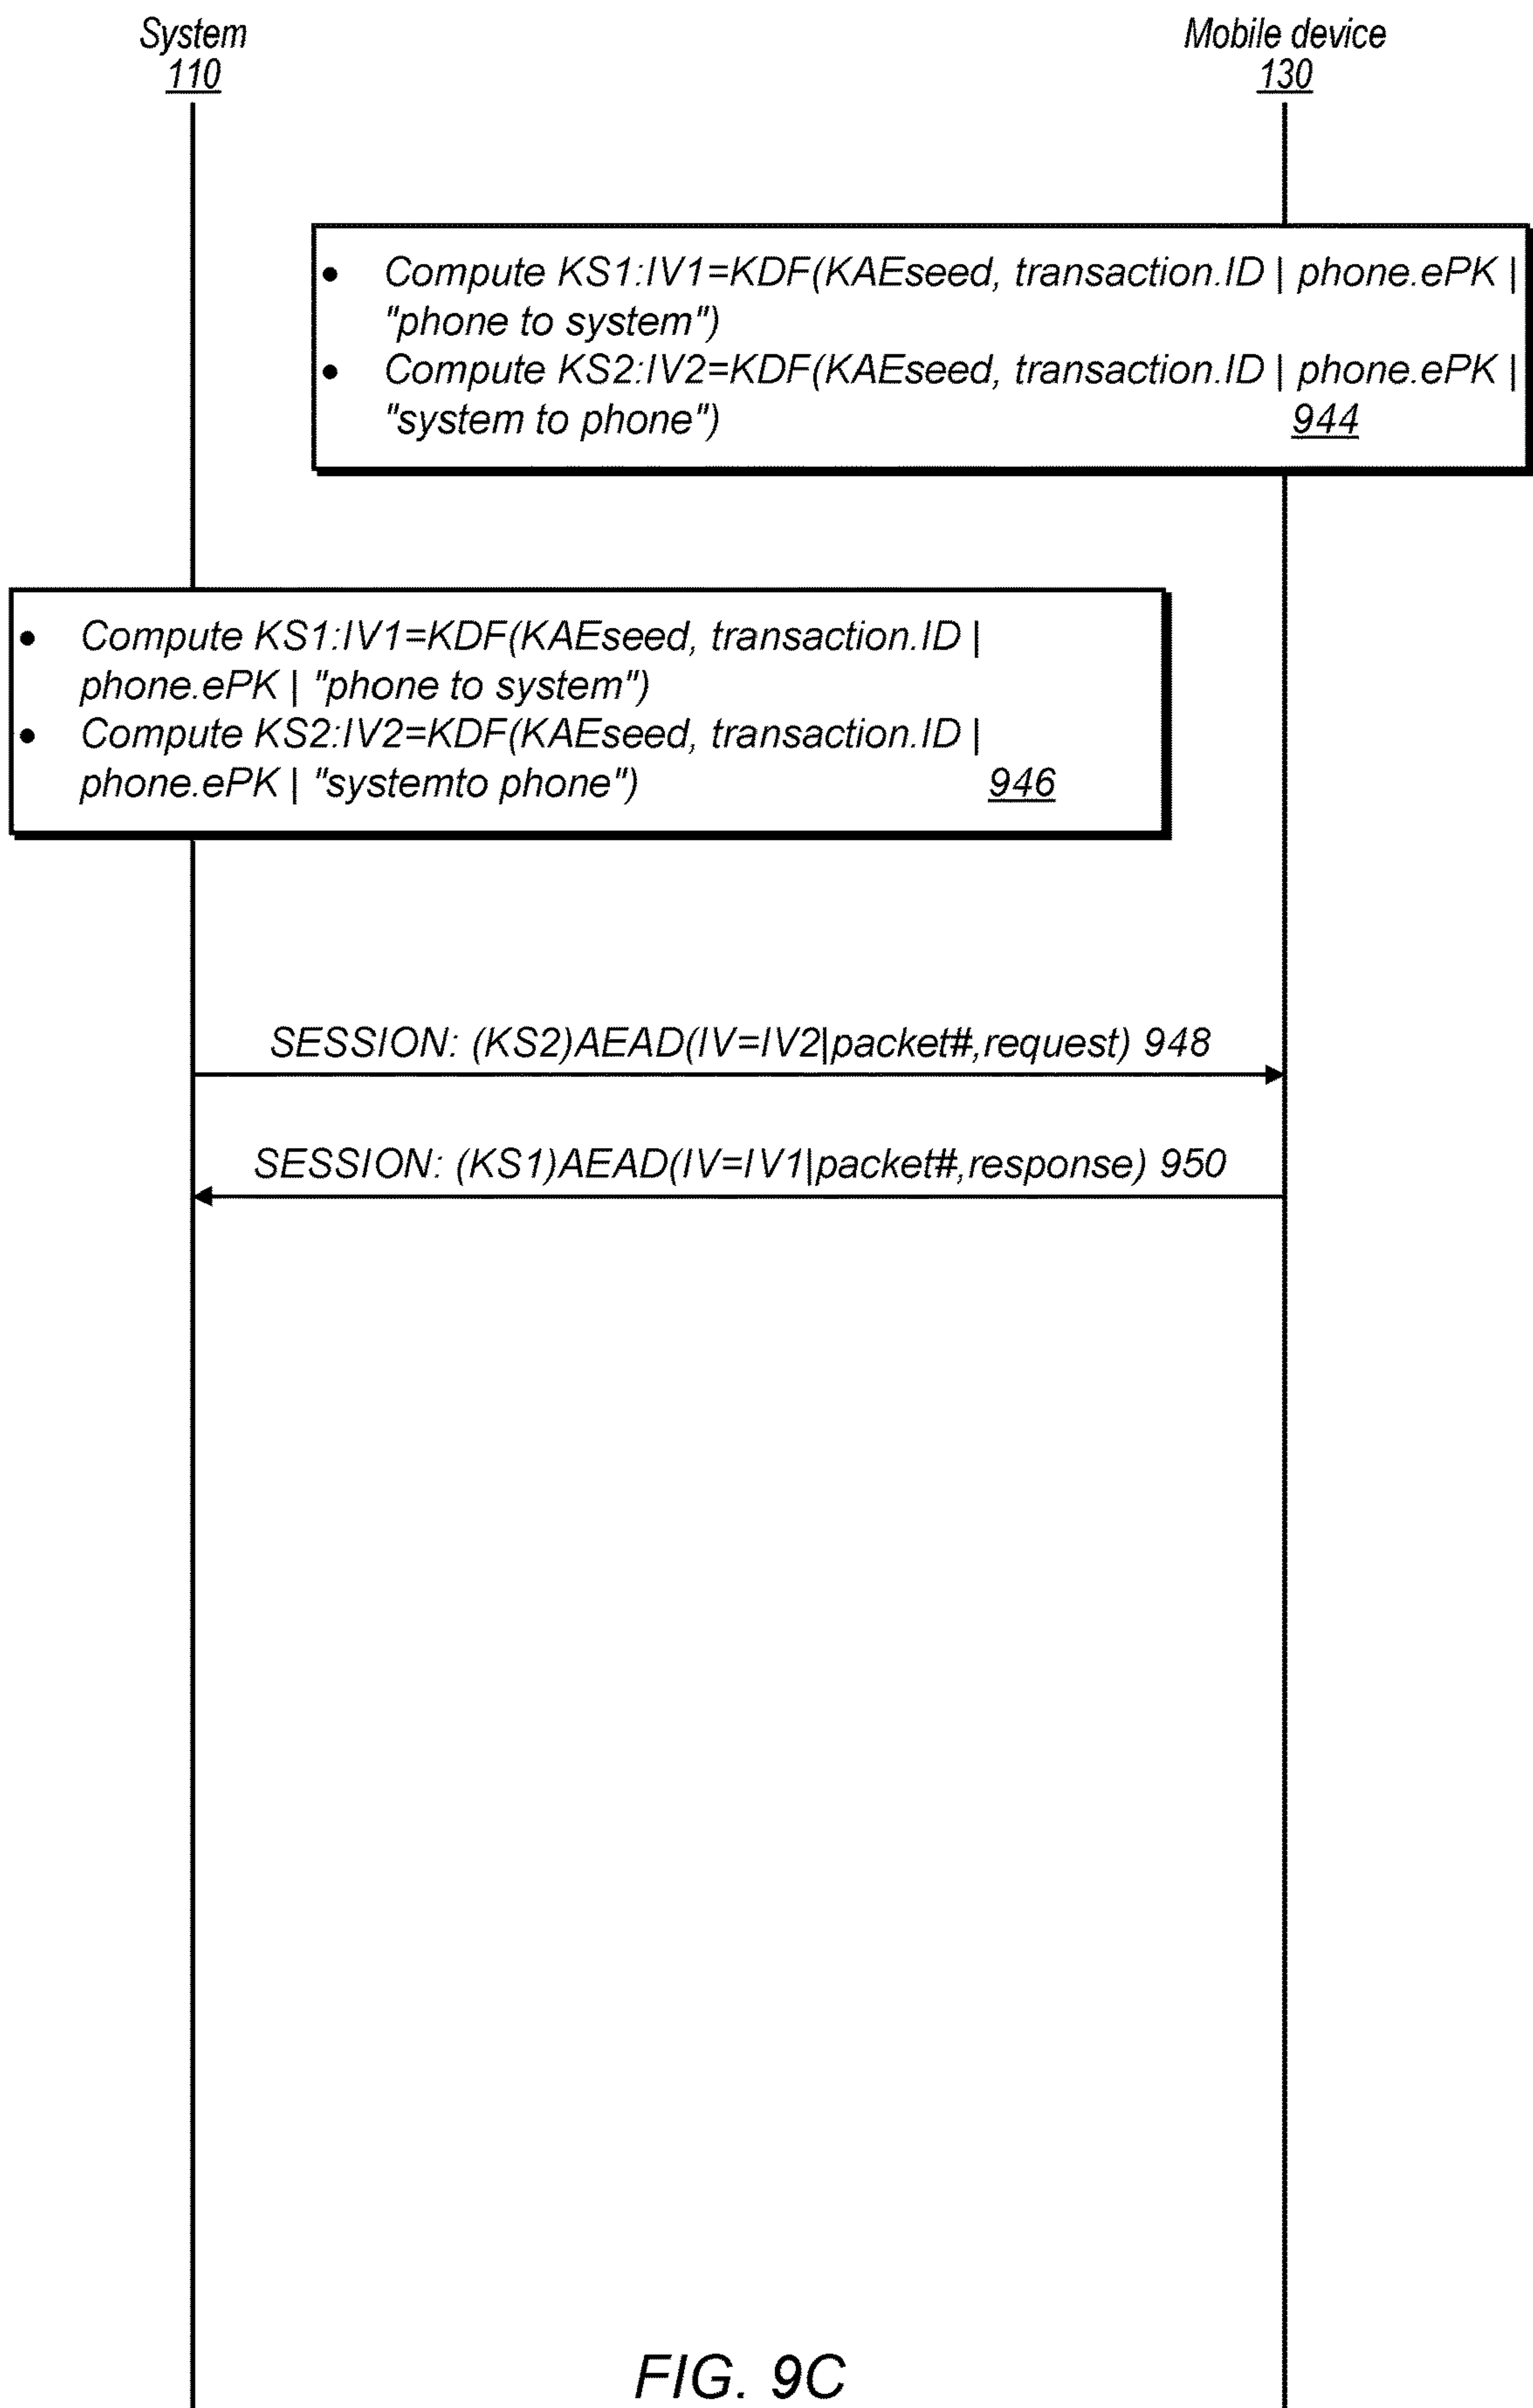 System
110
Mobile device
130
• Compute KS1:IV1=KDF(KAEseed, transaction.ID | phone.ePK |
"phone to system")
• Compute KS2:IV2=KDF(KAEseed, transaction.ID | phone.ePK |
"system to phone") 944
• Compute KS1:IV1=KDF(KAEseed, transaction.ID |
phone.ePK | "phone to system")
• Compute KS2:IV2=KDF(KAEseed, transaction.ID |
phone.ePK | "systemto phone") 946
SESSION: (KS2)AEAD(IV=IV2|packet#,request) 948
SESSION: (KS1)AEAD(IV=IV1|packet#,response) 950
FIG. 9C